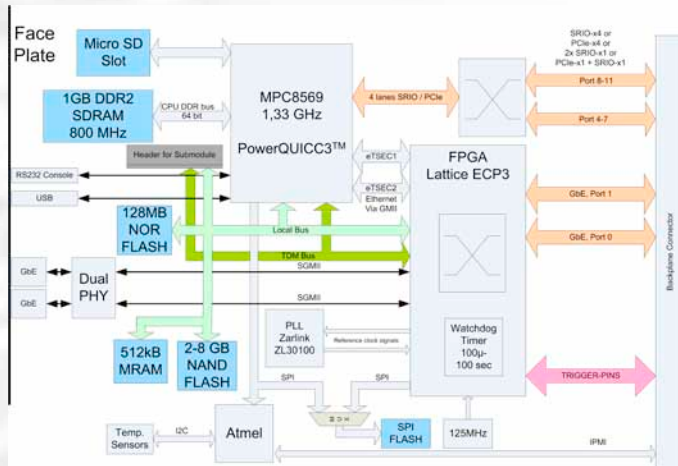 Face
Plate
Micro SD
Slot
1GB DDR2
SDRAM
800 MHz
CPU DDR bus
64 bit
MPC8569
1,33 GHz
PowerQUICC3™
4 lanes SRIO / PCIe
SRIO-x4 or
PCIe-x4 or
2x SRIO-x1 or
PCIe-x1 + SRIO-x1
Port 8-11
Port 4-7
Header for Submodule
RS232 Console
USB
eTSEC1
eTSEC2
Ethernet
Via GMII
FPGA
Lattice ECP3
GbE, Port 1
GbE, Port 0
Backplane Connector
128MB
NOR
FLASH
Local Bus
TDM Bus
GbE
GbE
Dual
PHY
SGMII
SGMII
512kB
MRAM
2-8 GB
NAND
FLASH
PLL
Zarlink
ZL30100
Reference clock signals
Watchdog
Timer
100µ-
100 sec
TRIGGER-PINS
SPI
SPI
MUX
SPI
FLASH
125MHz
Temp.
Sensors
I2C
Atmel
IPMI